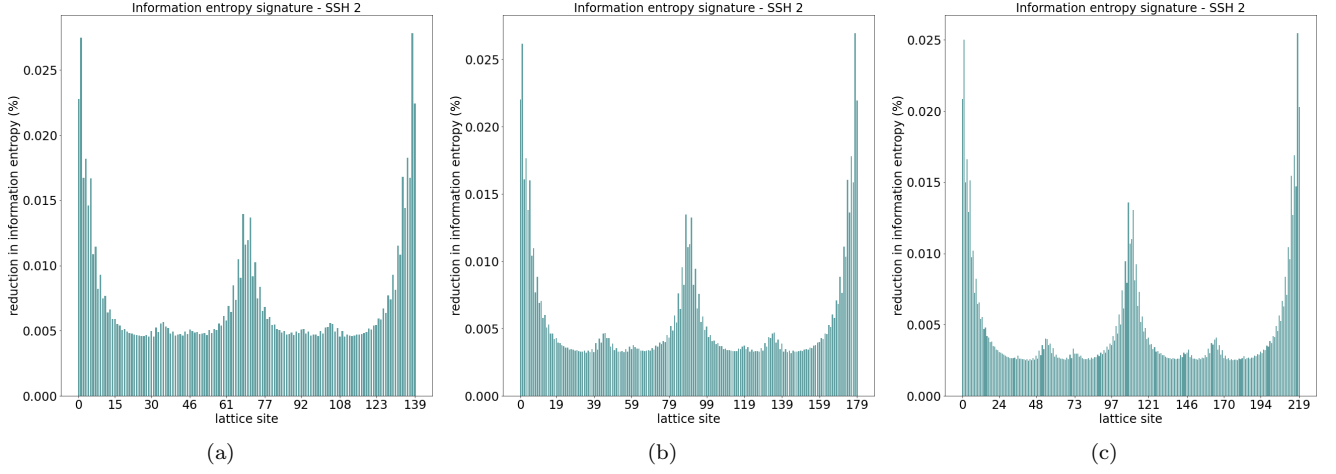 Information entropy signature - SSH 2
reduction in information entropy (%)
0.025
0.020
0.015
0.010
0.005
0.000
0 15 30 46 61 77 92 108 123 139
lattice site
(a)
Information entropy signature - SSH 2
reduction in information entropy (%)
0.025
0.020
0.015
0.010
0.005
0.000
0 19 39 59 79 99 119 139 159 179
lattice site
(b)
Information entropy signature - SSH 2
reduction in information entropy (%)
0.025
0.020
0.015
0.010
0.005
0.000
0 24 48 73 97 121 146 170 194 219
lattice site
(c)